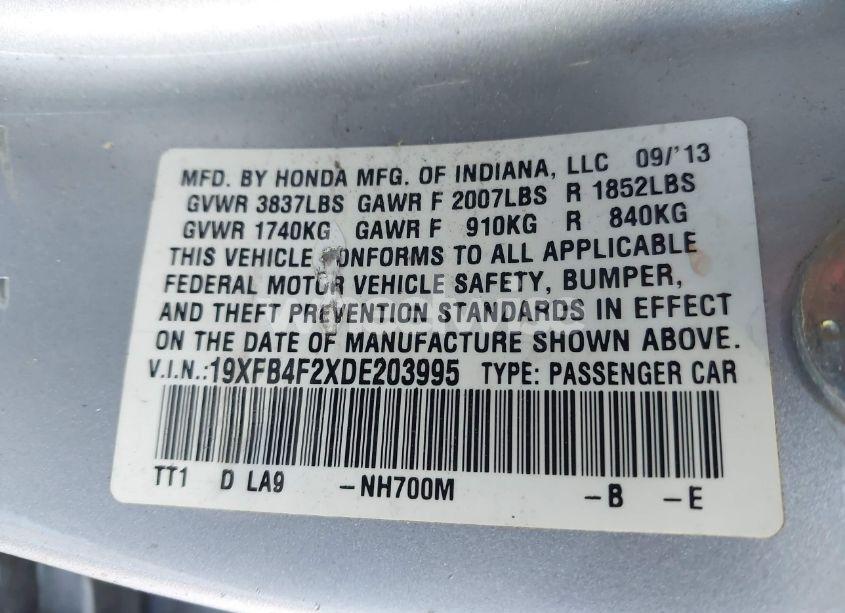 MFD. BY HONDA MFG. OF INDIANA, LLC 09/'13
GVWR 3837LBS GAWR F 2007LBS R 1852LBS
GVWR 1740KG GAWR F 910KG R 840KG
THIS VEHICLE CONFORMS TO ALL APPLICABLE
FEDERAL MOTOR VEHICLE SAFETY, BUMPER,
AND THEFT PREVENTION STANDARDS IN EFFECT
ON THE DATE OF MANUFACTURE SHOWN ABOVE.
V.I.N.:19XFB4F2XDE203995 TYPE: PASSENGER CAR
TT1 D LA9 -NH700M -B -E